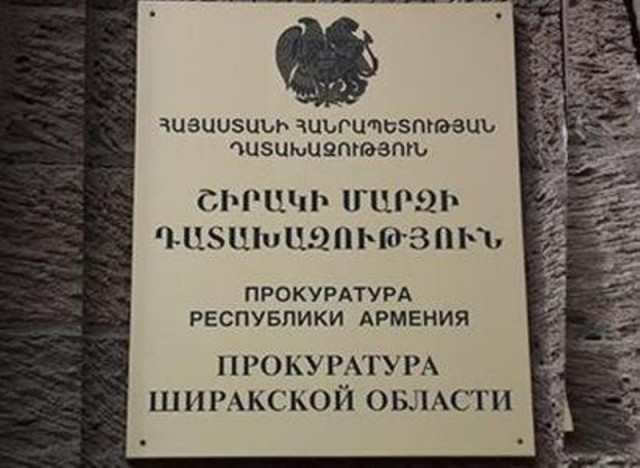 ՀԱՅԱՍՏԱՆԻ ՀԱՆՐԱՊԵՏՈՒԹՅԱՆ
ԴԱՏԱԽԱԶՈՒԹՅՈՒՆ
ՇԻՐԱԿԻ ՄԱՐԶԻ
ԴԱՏԱԽԱԶՈՒԹՅՈՒՆ
ПРОКУРАТУРА
РЕСПУБЛИКИ АРМЕНИЯ
ПРОКУРАТУРА
ШИРАКСКОЙ ОБЛАСТИ